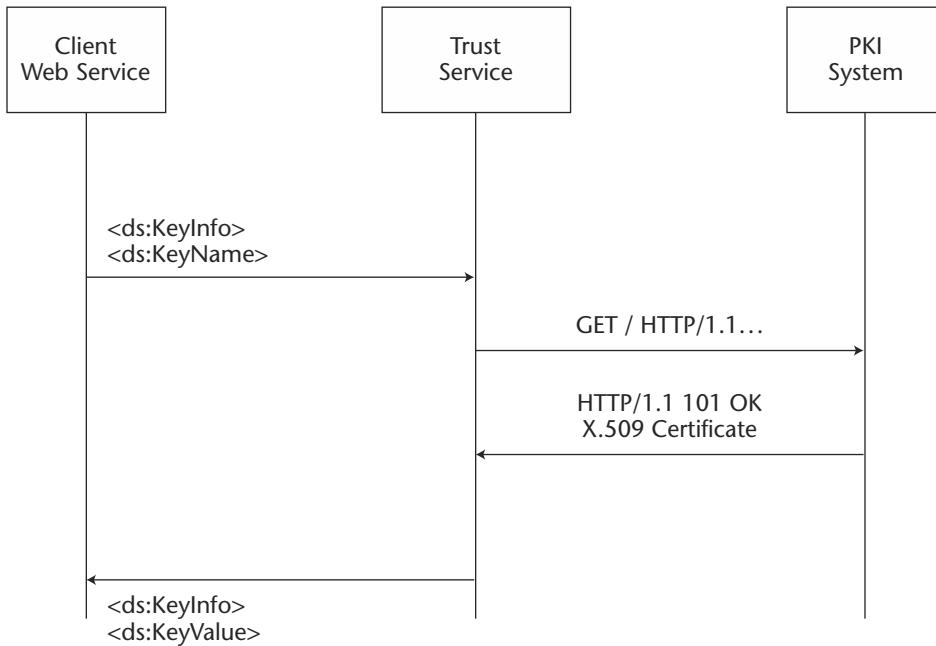 Client
Web Service
Trust
Service
PKI
System
<ds:KeyInfo>
<ds:KeyName>
GET / HTTP/1.1…
HTTP/1.1 101 OK
X.509 Certificate
<ds:KeyInfo>
<ds:KeyValue>